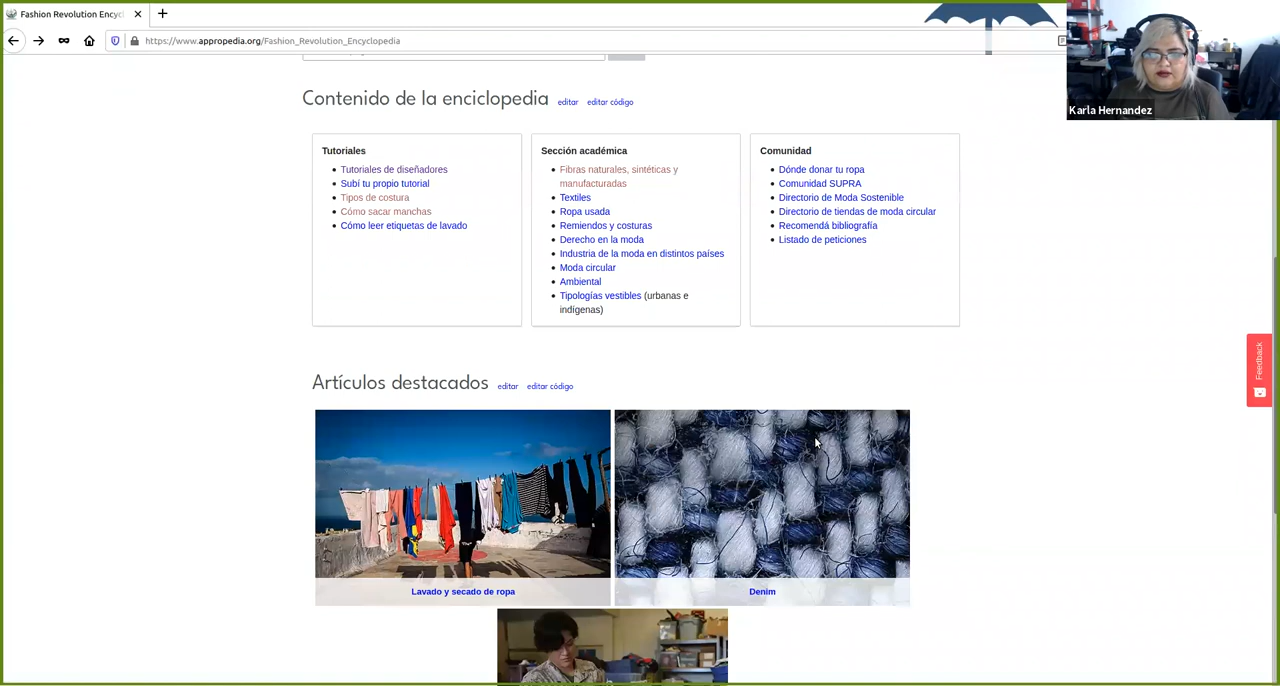 Fashion Revolution Encyc
https://www.appropedia.org/Fashion_Revolution_Encyclopedia
Karla Hernandez
Contenido de la enciclopedia editar editar código
Tutoriales
Tutoriales de diseñadores
Subí tu propio tutorial
Tipos de costura
Cómo sacar manchas
Cómo leer etiquetas de lavado
Sección académica
Fibras naturales, sintéticas y
manufacturadas
Textiles
Ropa usada
Remiendos y costuras
Derecho en la moda
Industria de la moda en distintos países
Moda circular
Ambiental
Tipologías vestibles (urbanas e
indígenas)
Comunidad
Dónde donar tu ropa
Comunidad SUPRA
Directorio de Moda Sostenible
Directorio de tiendas de moda circular
Recomendá bibliografía
Listado de peticiones
Feedback
Artículos destacados editar editar código
Lavado y secado de ropa
Denim